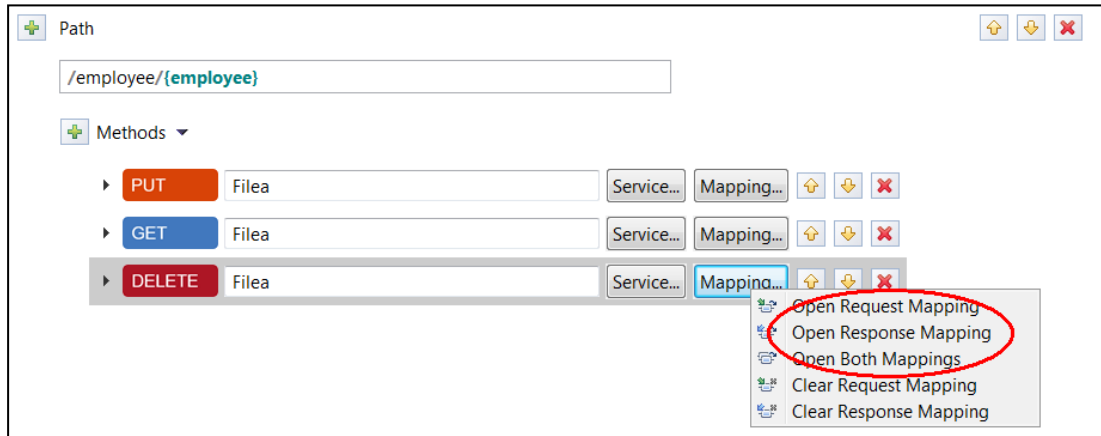 Path
/employee/{employee}
Methods
PUT Filea Service... Mapping...
GET Filea Service... Mapping...
DELETE Filea Service... Mapping...
Open Request Mapping
Open Response Mapping
Open Both Mappings
Clear Request Mapping
Clear Response Mapping